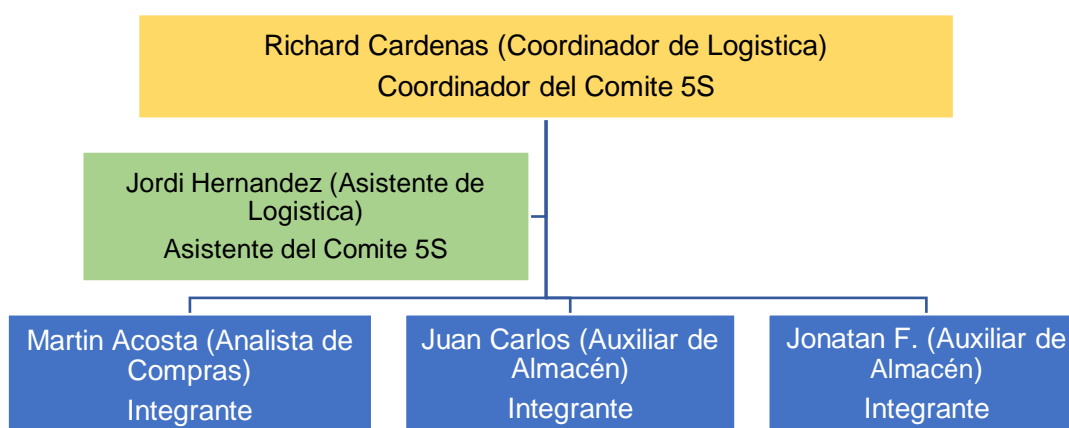 Richard Cardenas (Coordinador de Logistica)
Coordinador del Comite 5S
Jordi Hernandez (Asistente de
Logistica)
Asistente del Comite 5S
Martin Acosta (Analista de
Compras)
Integrante
Juan Carlos (Auxiliar de
Almacén)
Integrante
Jonatan F. (Auxiliar de
Almacén)
Integrante